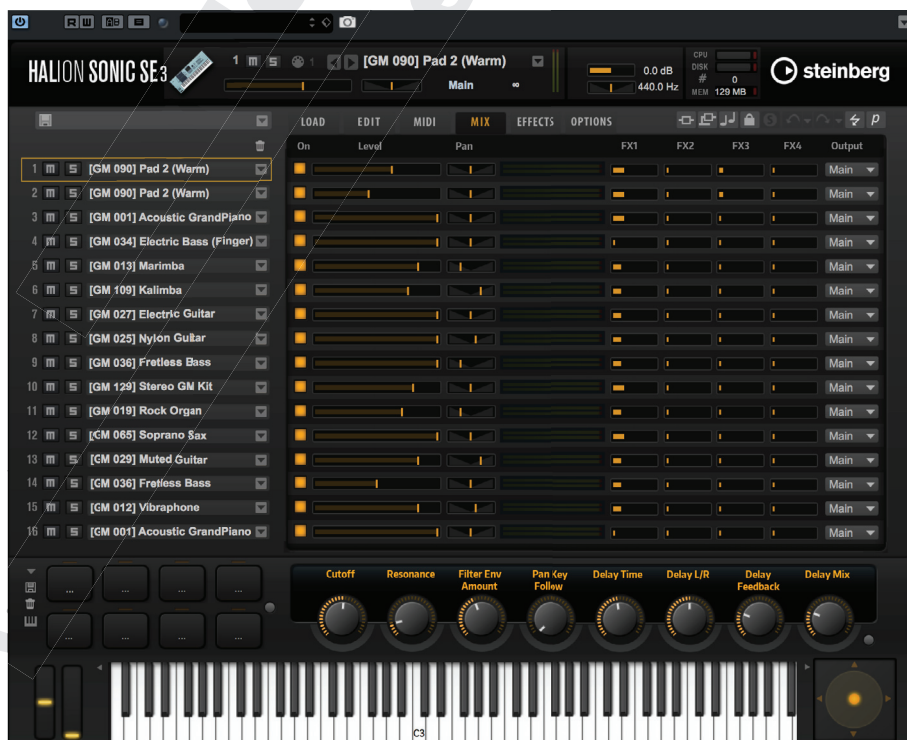 HALION SONIC SE 3
1 m S 1 [GM 090] Pad 2 (Warm)
Main ∞
0.0 dB
440.0 Hz
CPU
DISK
# 0
MEM 129 MB
steinberg
LOAD EDIT MIDI MIX EFFECTS OPTIONS
On Level Pan FX1 FX2 FX3 FX4 Output
1 m S [GM 090] Pad 2 (Warm) Main
2 m S [GM 090] Pad 2 (Warm) Main
3 m S [GM 001] Acoustic GrandPiano Main
4 m S [GM 034] Electric Bass (Finger) Main
5 m S [GM 013] Marimba Main
6 m S [GM 109] Kalimba Main
7 m S [GM 027] Electric Guitar Main
8 m S [GM 025] Nylon Guitar Main
9 m S [GM 036] Fretless Bass Main
10 m S [GM 129] Stereo GM Kit Main
11 m S [GM 019] Rock Organ Main
12 m S [GM 065] Soprano Sax Main
13 m S [GM 029] Muted Guitar Main
14 m S [GM 036] Fretless Bass Main
15 m S [GM 012] Vibraphone Main
16 m S [GM 001] Acoustic GrandPiano Main
Cutoff Resonance Filter Env Amount Pan Key Follow Delay Time Delay L/R Delay Feedback Delay Mix
... ... ... ...
... ... ... ...
C3